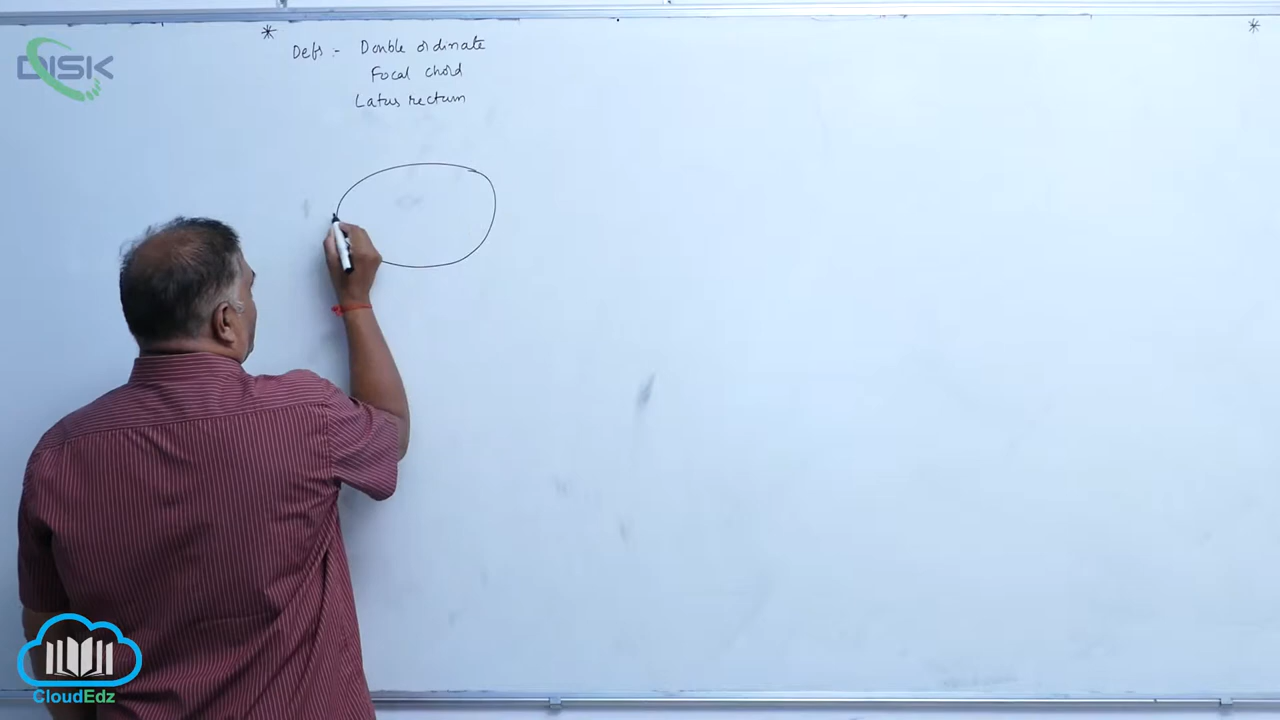 DISK
Defs :- Double ordinate
Focal chord
Latus rectum
CloudEdz